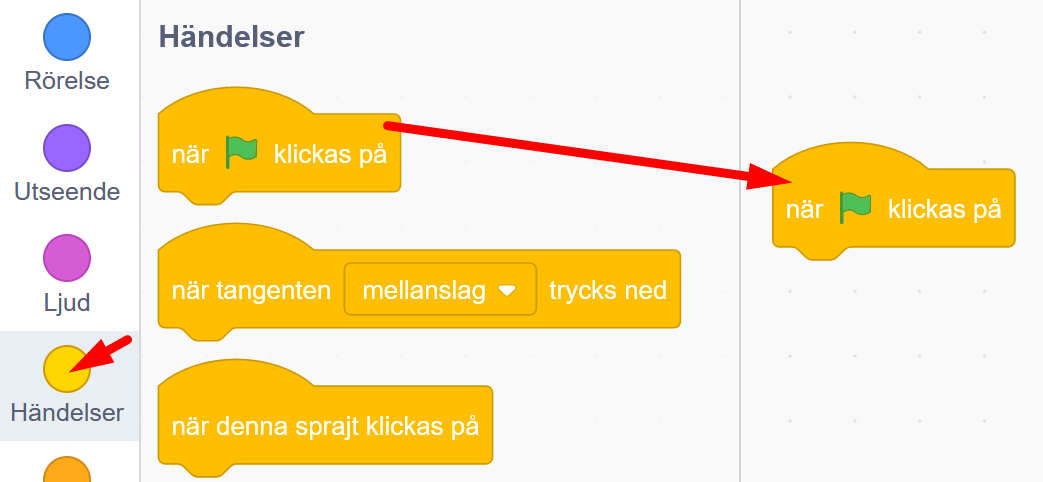 Rörelse
Utseende
Ljud
Händelser
Händelser
när klickas på
när tangenten mellanslag trycks ned
när denna sprajt klickas på
när klickas på